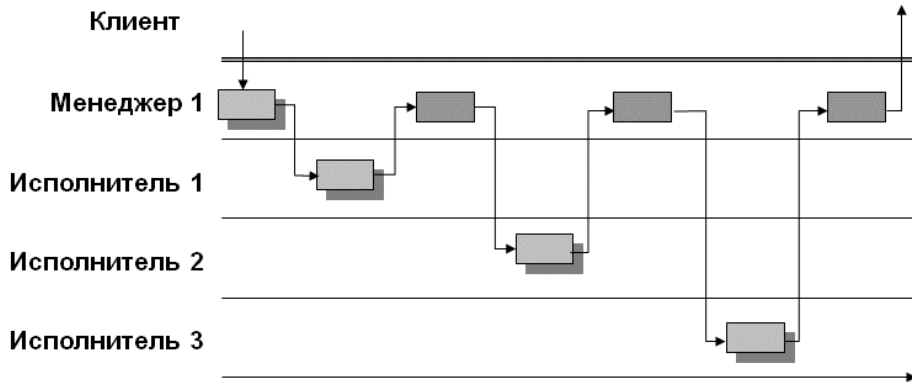 Клиент
Менеджер 1
Исполнитель 1
Исполнитель 2
Исполнитель 3